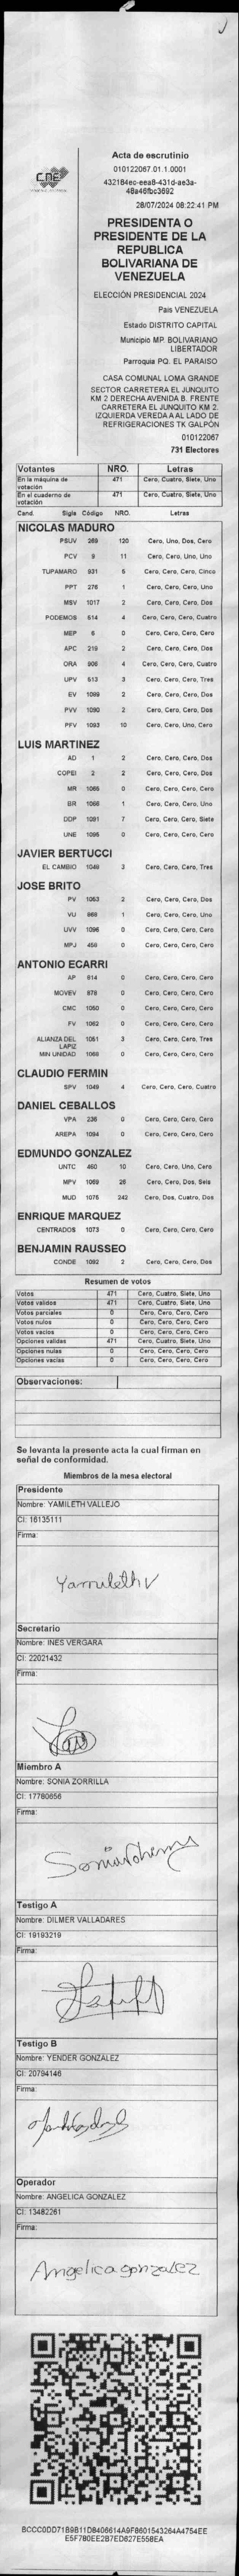 CNE
Acta de escrutinio
010122067.01.1.0001
432184ec-eea8-431d-ae3a-
48a46fbc3692
28/07/2024 08:22:41 PM
PRESIDENTA O
PRESIDENTE DE LA
REPUBLICA
BOLIVARIANA DE
VENEZUELA
ELECCIÓN PRESIDENCIAL 2024
Pais VENEZUELA
Estado DISTRITO CAPITAL
Municipio MP. BOLIVARIANO
LIBERTADOR
Parroquia PQ. EL PARAISO
CASA COMUNAL LOMA GRANDE
SECTOR CARRETERA EL JUNQUITO
KM 2 DERECHA AVENIDA B. FRENTE
CARRETERA EL JUNQUITO KM 2.
IZQUIERDA VEREDA A AL LADO DE
REFRIGERACIONES TK GALPÓN
010122067
731 Electores
Votantes NRO. Letras
En la máquina de votación 471 Cero, Cuatro, Siete, Uno
En el cuaderno de votación 471 Cero, Cuatro, Siete, Uno
Cand. Sigla Código NRO. Letras
NICOLAS MADURO
PSUV 269 120 Cero, Uno, Dos, Cero
PCV 9 11 Cero, Cero, Uno, Uno
TUPAMARO 931 5 Cero, Cero, Cero, Cinco
PPT 276 1 Cero, Cero, Cero, Uno
MSV 1017 2 Cero, Cero, Cero, Dos
PODEMOS 514 4 Cero, Cero, Cero, Cuatro
MEP 6 0 Cero, Cero, Cero, Cero
APC 219 2 Cero, Cero, Cero, Dos
ORA 906 4 Cero, Cero, Cero, Cuatro
UPV 513 3 Cero, Cero, Cero, Tres
EV 1089 2 Cero, Cero, Cero, Dos
PVV 1090 2 Cero, Cero, Cero, Dos
PFV 1093 10 Cero, Cero, Uno, Cero
LUIS MARTINEZ
AD 1 2 Cero, Cero, Cero, Dos
COPEI 2 2 Cero, Cero, Cero, Dos
MR 1065 0 Cero, Cero, Cero, Cero
BR 1066 1 Cero, Cero, Cero, Uno
DDP 1091 7 Cero, Cero, Cero, Siete
UNE 1095 0 Cero, Cero, Cero, Cero
JAVIER BERTUCCI
EL CAMBIO 1048 3 Cero, Cero, Cero, Tres
JOSE BRITO
PV 1053 2 Cero, Cero, Cero, Dos
VU 868 1 Cero, Cero, Cero, Uno
UVV 1096 0 Cero, Cero, Cero, Cero
MPJ 456 0 Cero, Cero, Cero, Cero
ANTONIO ECARRI
AP 814 0 Cero, Cero, Cero, Cero
MOVEV 878 0 Cero, Cero, Cero, Cero
CMC 1050 0 Cero, Cero, Cero, Cero
FV 1062 0 Cero, Cero, Cero, Cero
ALIANZA DEL LAPIZ 1051 3 Cero, Cero, Cero, Tres
MIN UNIDAD 1068 0 Cero, Cero, Cero, Cero
CLAUDIO FERMIN
SPV 1049 4 Cero, Cero, Cero, Cuatro
DANIEL CEBALLOS
VPA 236 0 Cero, Cero, Cero, Cero
AREPA 1094 0 Cero, Cero, Cero, Cero
EDMUNDO GONZALEZ
UNTC 460 10 Cero, Cero, Uno, Cero
MPV 1069 26 Cero, Cero, Dos, Seis
MUD 1075 242 Cero, Dos, Cuatro, Dos
ENRIQUE MARQUEZ
CENTRADOS 1073 0 Cero, Cero, Cero, Cero
BENJAMIN RAUSSEO
CONDE 1092 2 Cero, Cero, Cero, Dos
Resumen de votos
Votos 471 Cero, Cuatro, Siete, Uno
Votos validos 471 Cero, Cuatro, Siete, Uno
Votos parciales 0 Cero, Cero, Cero, Cero
Votos nulos 0 Cero, Cero, Cero, Cero
Votos vacios 0 Cero, Cero, Cero, Cero
Opciones validas 471 Cero, Cuatro, Siete, Uno
Opciones nulas 0 Cero, Cero, Cero, Cero
Opciones vacias 0 Cero, Cero, Cero, Cero
Observaciones:
Se levanta la presente acta la cual firman en
señal de conformidad.
Miembros de la mesa electoral
Presidente
Nombre: YAMILETH VALLEJO
CI: 16135111
Firma:
Yamileth V
Secretario
Nombre: INES VERGARA
CI: 22021432
Firma:
Miembro A
Nombre: SONIA ZORRILLA
CI: 17780656
Firma:
Testigo A
Nombre: DILMER VALLADARES
CI: 19193219
Firma:
Testigo B
Nombre: YENDER GONZALEZ
CI: 20794146
Firma:
Operador
Nombre: ANGELICA GONZALEZ
CI: 13482261
Firma:
Angelica gonzalez
BCCC0DD71B9B11D8406614A9F8601543264A4754EE
E5F780EE2B7ED627E558EA